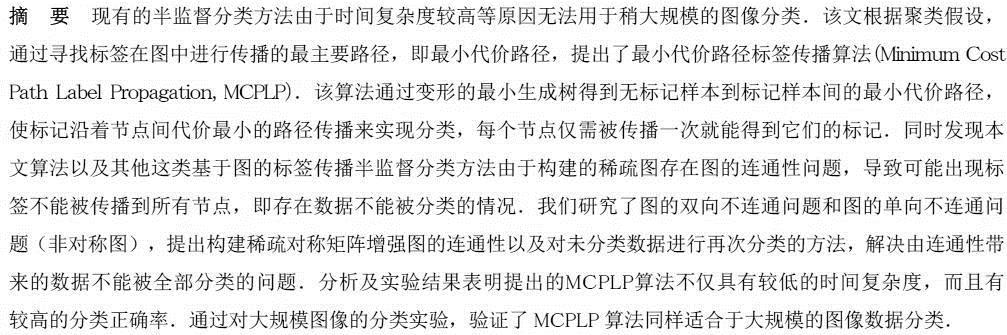 摘　要　现有的半监督分类方法由于时间复杂度较高等原因无法用于稍大规模的图像分类．该文根据聚类假设，
通过寻找标签在图中进行传播的最主要路径，即最小代价路径，提出了最小代价路径标签传播算法(Minimum Cost
Path Label Propagation, MCPLP)．该算法通过变形的最小生成树得到无标记样本到标记样本间的最小代价路径，
使标记沿着节点间代价最小的路径传播来实现分类，每个节点仅需被传播一次就能得到它们的标记．同时发现本
文算法以及其他这类基于图的标签传播半监督分类方法由于构建的稀疏图存在图的连通性问题，导致可能出现标
签不能被传播到所有节点，即存在数据不能被分类的情况．我们研究了图的双向不连通问题和图的单向不连通问
题（非对称图），提出构建稀疏对称矩阵增强图的连通性以及对未分类数据进行再次分类的方法，解决由连通性带
来的数据不能被全部分类的问题．分析及实验结果表明提出的MCPLP算法不仅具有较低的时间复杂度，而且有
较高的分类正确率．通过对大规模图像的分类实验，验证了 MCPLP 算法同样适合于大规模的图像数据分类．